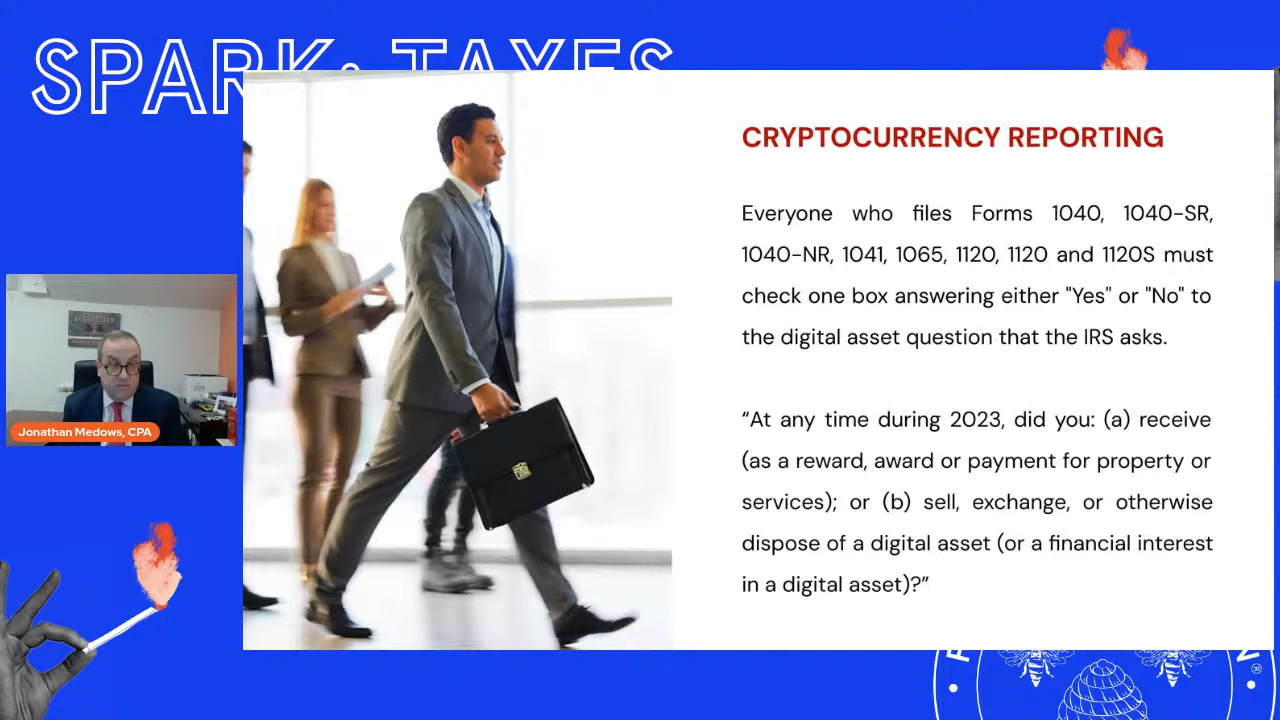 SPARK: TAXES
CRYPTOCURRENCY REPORTING
Everyone who files Forms 1040, 1040-SR,
1040-NR, 1041, 1065, 1120, 1120 and 1120S must
check one box answering either "Yes" or "No" to
the digital asset question that the IRS asks.
“At any time during 2023, did you: (a) receive
(as a reward, award or payment for property or
services); or (b) sell, exchange, or otherwise
dispose of a digital asset (or a financial interest
in a digital asset)?”
Jonathan Medows, CPA